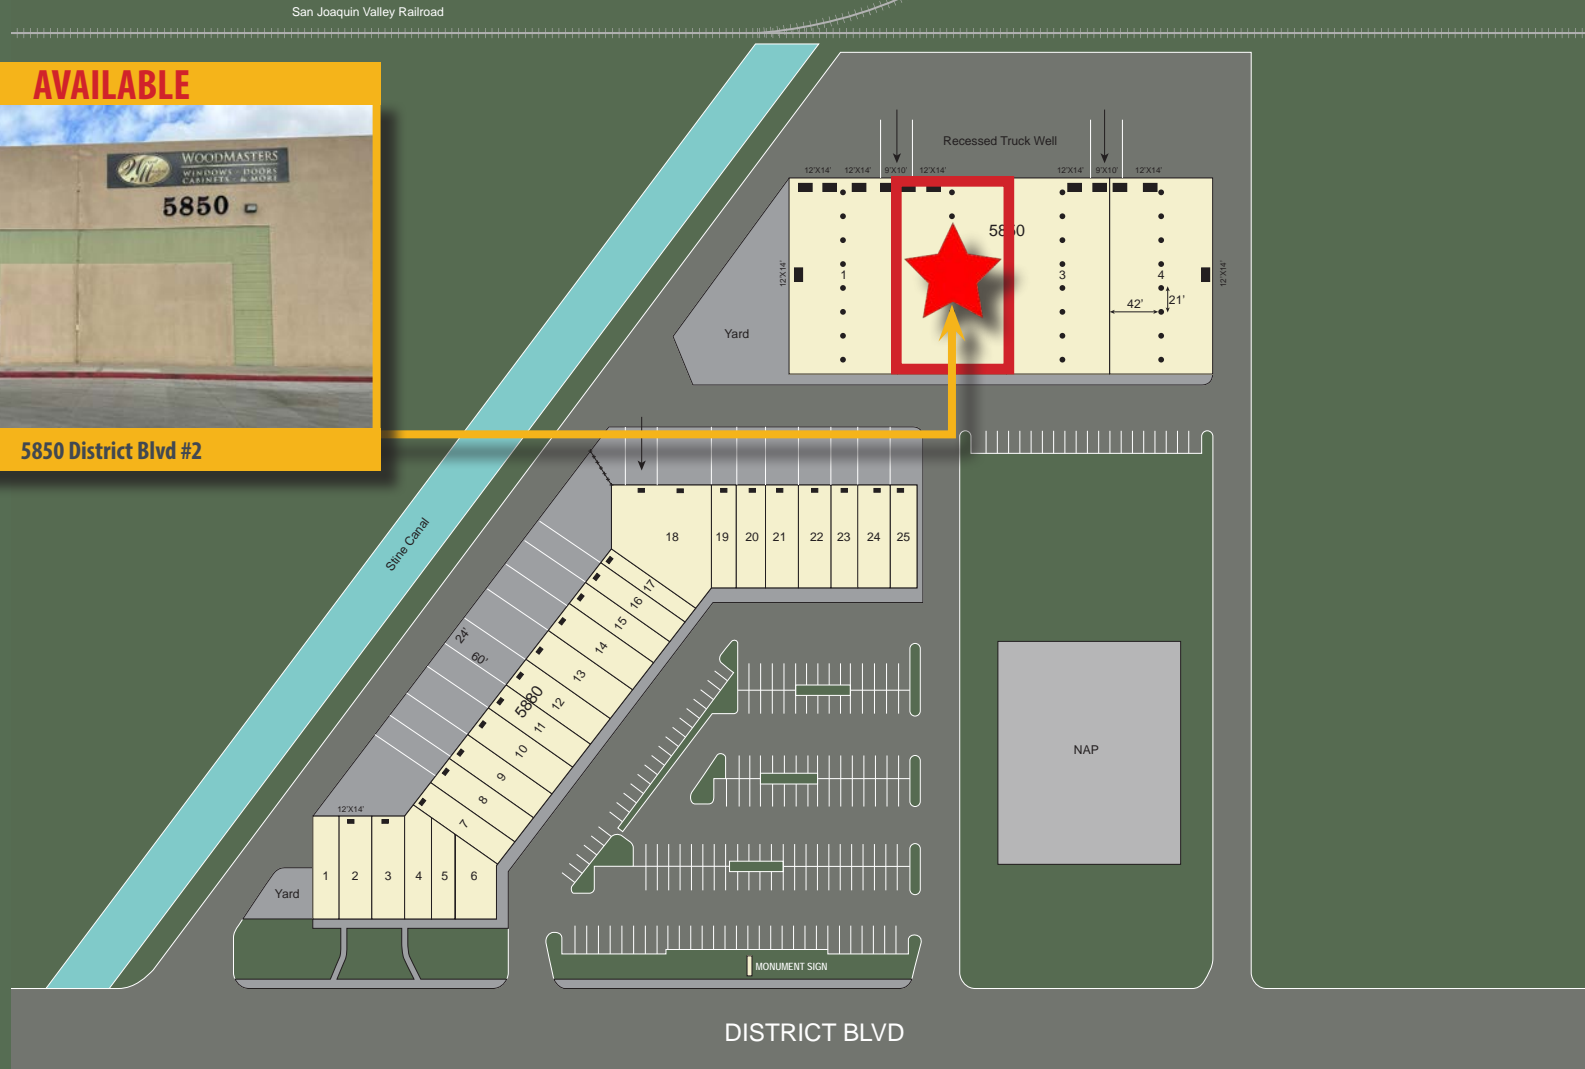 San Joaquin Valley Railroad
AVAILABLE
WOODMASTERS
WINDOWS · DOORS
CABINETS · & MORE
5850
5850 District Blvd #2
Recessed Truck Well
12'X14' 12'X14' 9'X10' 12'X14' 12'X14' 9'X10' 12'X14'
5850
12'X14' 1 3 4 12'X14'
42' 21'
Yard
Stine Canal
18 19 20 21 22 23 24 25
17
16
15
14
13
12
11
10
9
8
7
5880
24'
60'
12'X14'
1 2 3 4 5 6
Yard
NAP
MONUMENT SIGN
DISTRICT BLVD